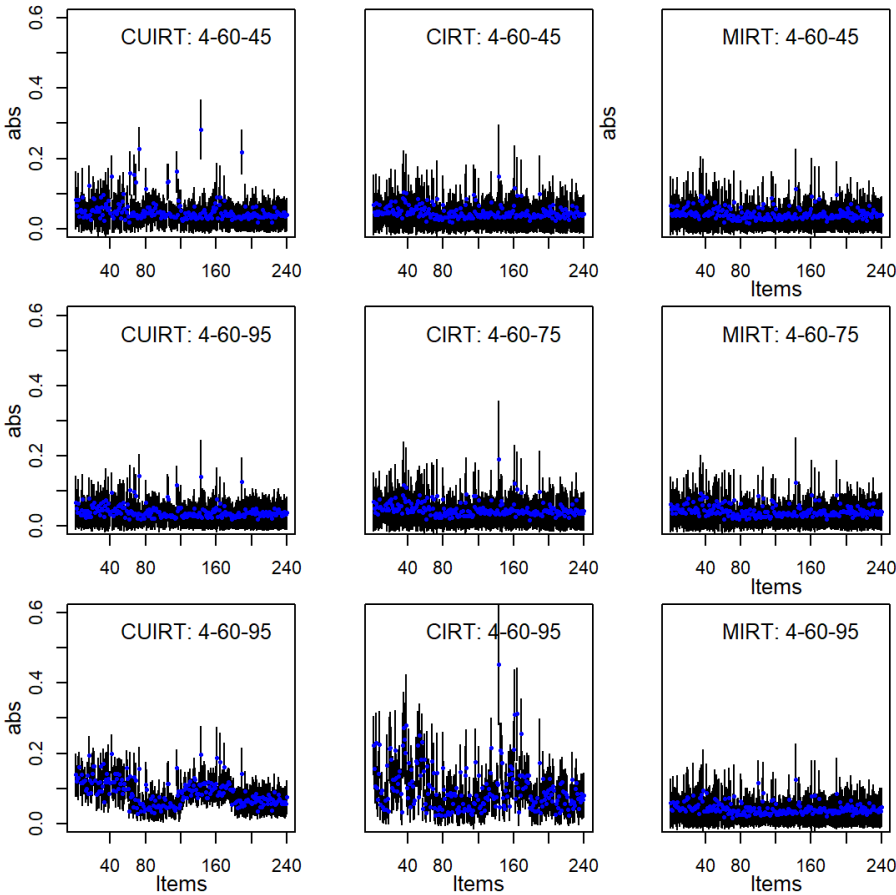 CUIRT: 4-60-45
abs
0.0 0.2 0.4 0.6
40 80 160 240
CIRT: 4-60-45
40 80 160 240
MIRT: 4-60-45
abs
40 80 160 240
Items
CUIRT: 4-60-95
abs
0.0 0.2 0.4 0.6
40 80 160 240
CIRT: 4-60-75
40 80 160 240
Items
MIRT: 4-60-75
40 80 160 240
Items
CUIRT: 4-60-95
abs
0.0 0.2 0.4 0.6
40 80 160 240
Items
CIRT: 4-60-95
40 80 160 240
Items
MIRT: 4-60-95
40 80 160 240
Items